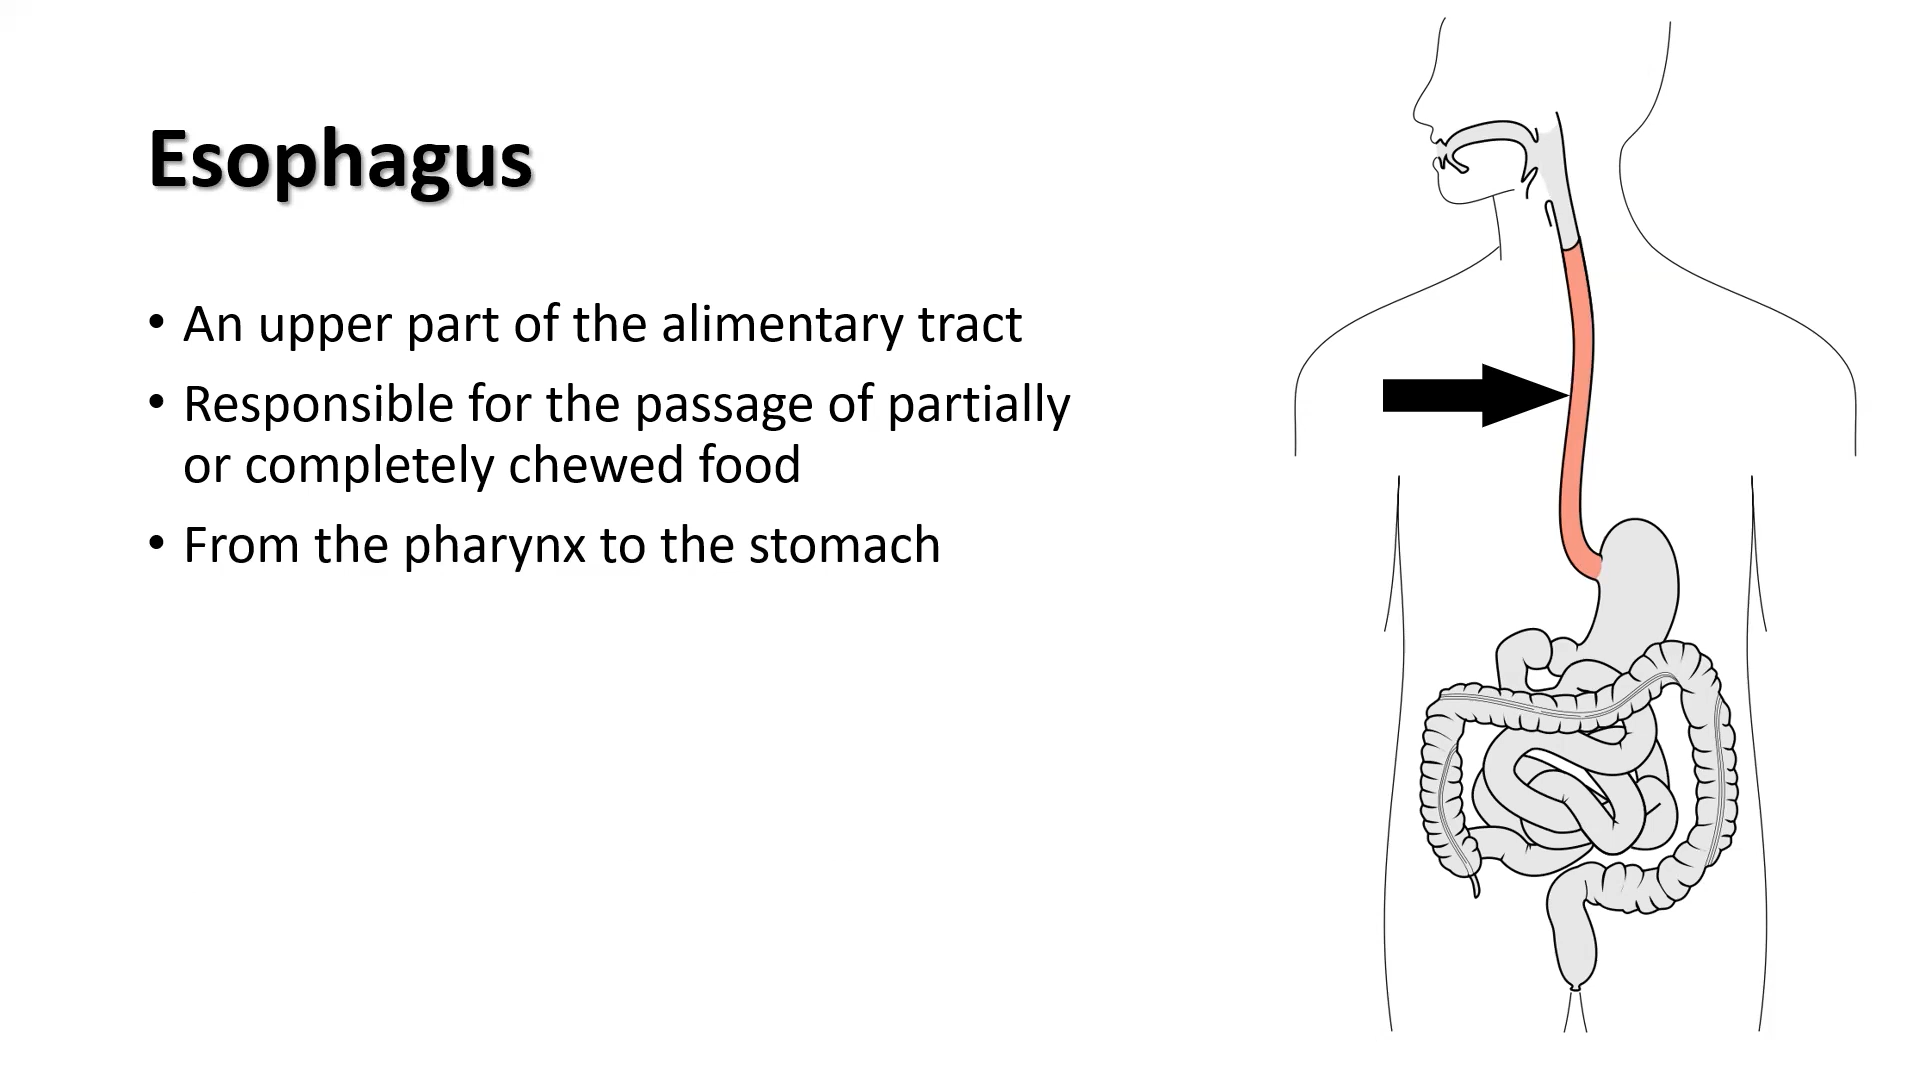 Esophagus
• An upper part of the alimentary tract
• Responsible for the passage of partially
or completely chewed food
• From the pharynx to the stomach